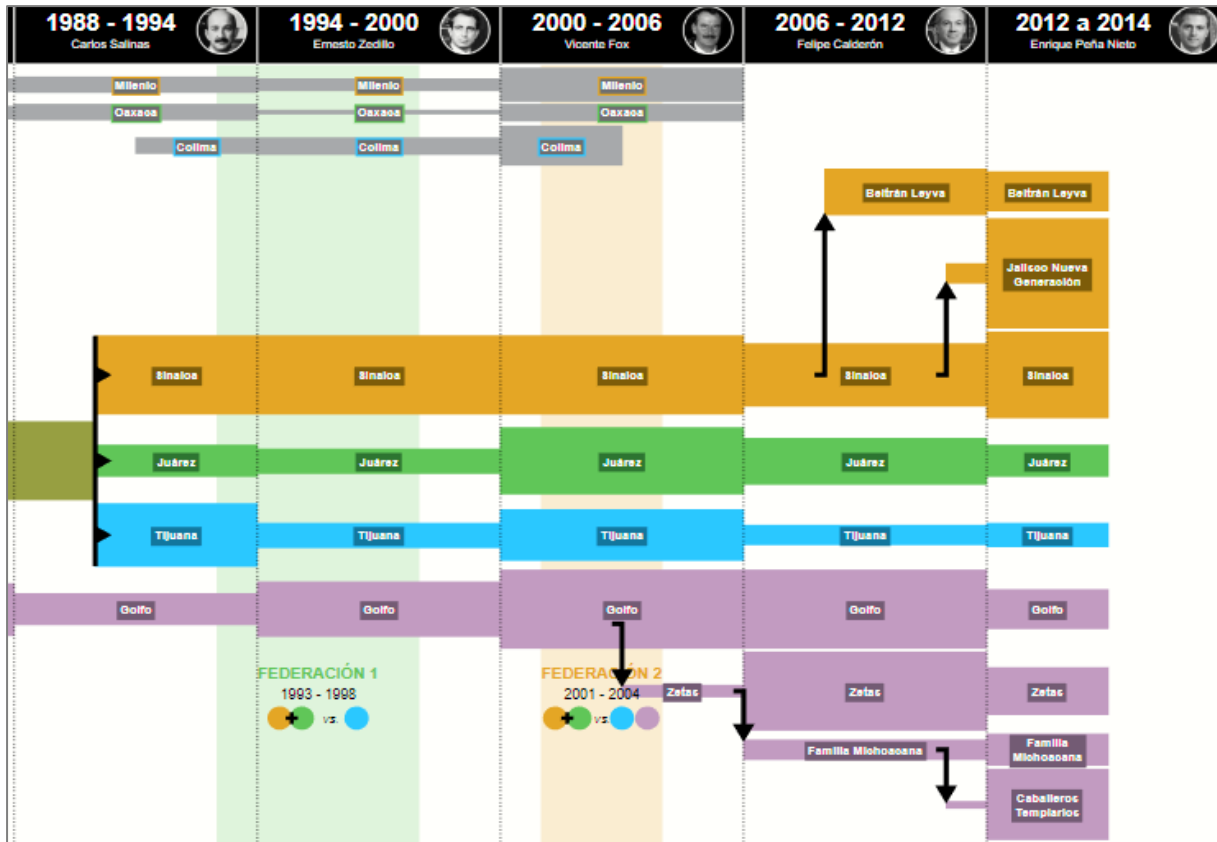 1988 - 1994
Carlos Salinas
1994 - 2000
Ernesto Zedillo
2000 - 2006
Vicente Fox
2006 - 2012
Felipe Calderón
2012 a 2014
Enrique Peña Nieto
Milenio
Milenio
Milenio
Oaxaca
Oaxaca
Oaxaca
Colima
Colima
Colima
Beltrán Leyva
Beltrán Leyva
Jalisco Nueva
Generación
Sinaloa
Sinaloa
Sinaloa
Sinaloa
Sinaloa
Juárez
Juárez
Juárez
Juárez
Juárez
Tijuana
Tijuana
Tijuana
Tijuana
Tijuana
Golfo
Golfo
Golfo
Golfo
Golfo
FEDERACIÓN 1
1993 - 1998
+ vs.
FEDERACIÓN 2
2001 - 2004
+ vs.
Zetas
Zetas
Zetas
Familia Michoacana
Familia
Michoacana
Caballeros
Templarios